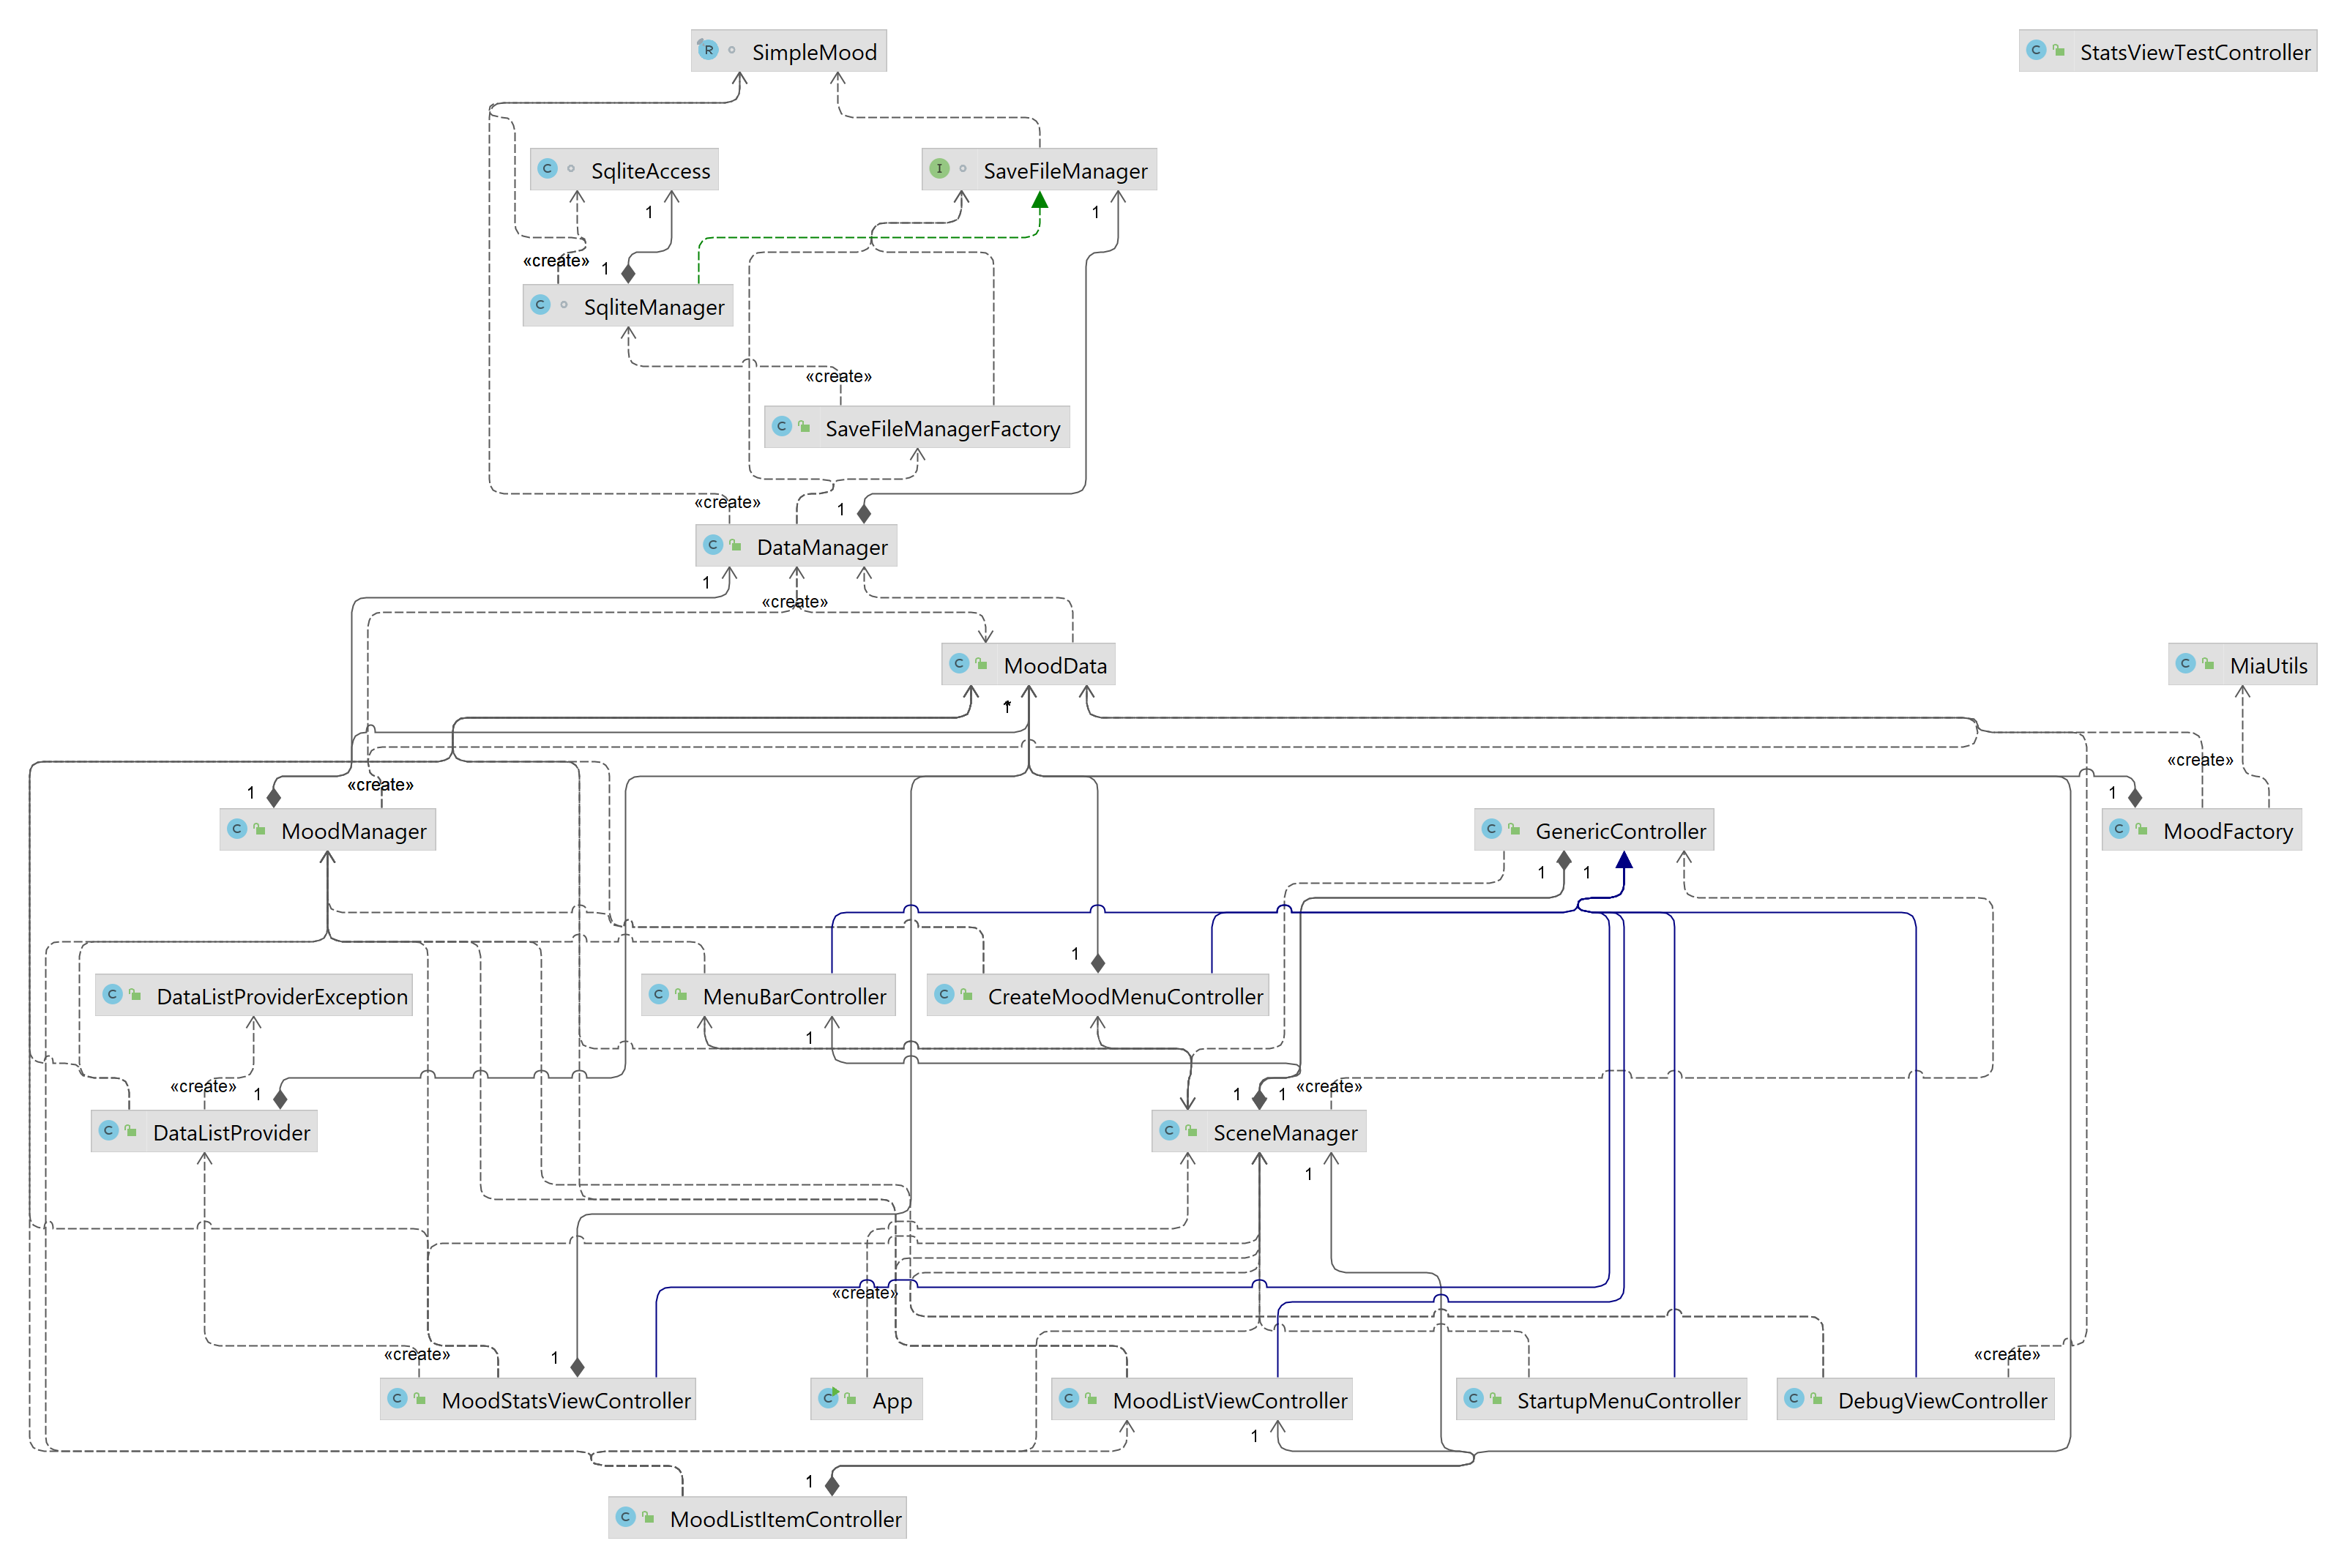 SimpleMood
StatsViewTestController
SqliteAccess
SaveFileManager
1
1
«create»
1
SqliteManager
«create»
SaveFileManagerFactory
«create»
1
DataManager
1
«create»
MoodData
MiaUtils
*
«create»
1
«create»
1
MoodManager
GenericController
MoodFactory
1
1
1
DataListProviderException
MenuBarController
CreateMoodMenuController
1
«create»
1
1
1
«create»
DataListProvider
SceneManager
1
«create»
1
«create»
«create»
MoodStatsViewController
App
MoodListViewController
StartupMenuController
DebugViewController
1
1
MoodListItemController